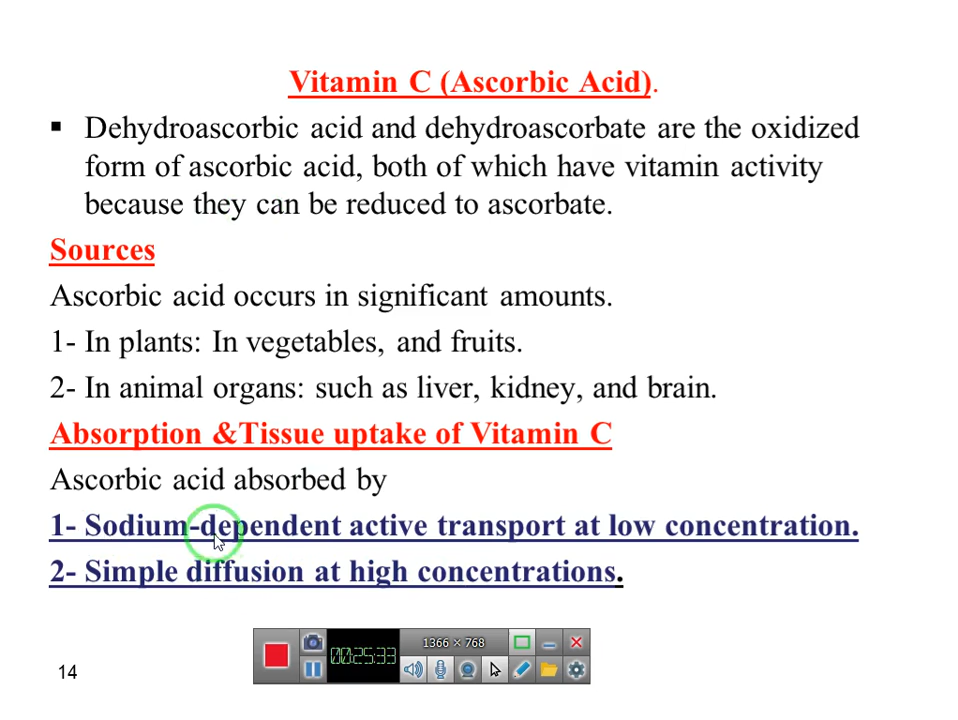 Vitamin C (Ascorbic Acid).
▪ Dehydroascorbic acid and dehydroascorbate are the oxidized
form of ascorbic acid, both of which have vitamin activity
because they can be reduced to ascorbate.
Sources
Ascorbic acid occurs in significant amounts.
1- In plants: In vegetables, and fruits.
2- In animal organs: such as liver, kidney, and brain.
Absorption &Tissue uptake of Vitamin C
Ascorbic acid absorbed by
1- Sodium-dependent active transport at low concentration.
2- Simple diffusion at high concentrations.
1366 × 768
00:25:33
14